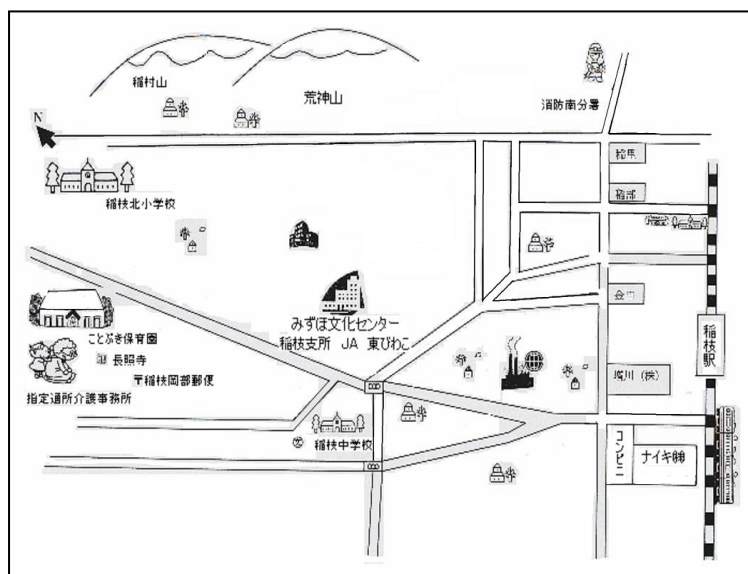 稲村山
荒神山
消防南分署
N
稲枝北小学校
みずほ文化センター
稲枝支所 JA 東びわこ
ことぶき保育園
卍 長照寺
〒稲枝岡部郵便
指定通所介護事務所
稲枝中学校
稲部
稲枝駅
コンビニ
ナイキ㈱